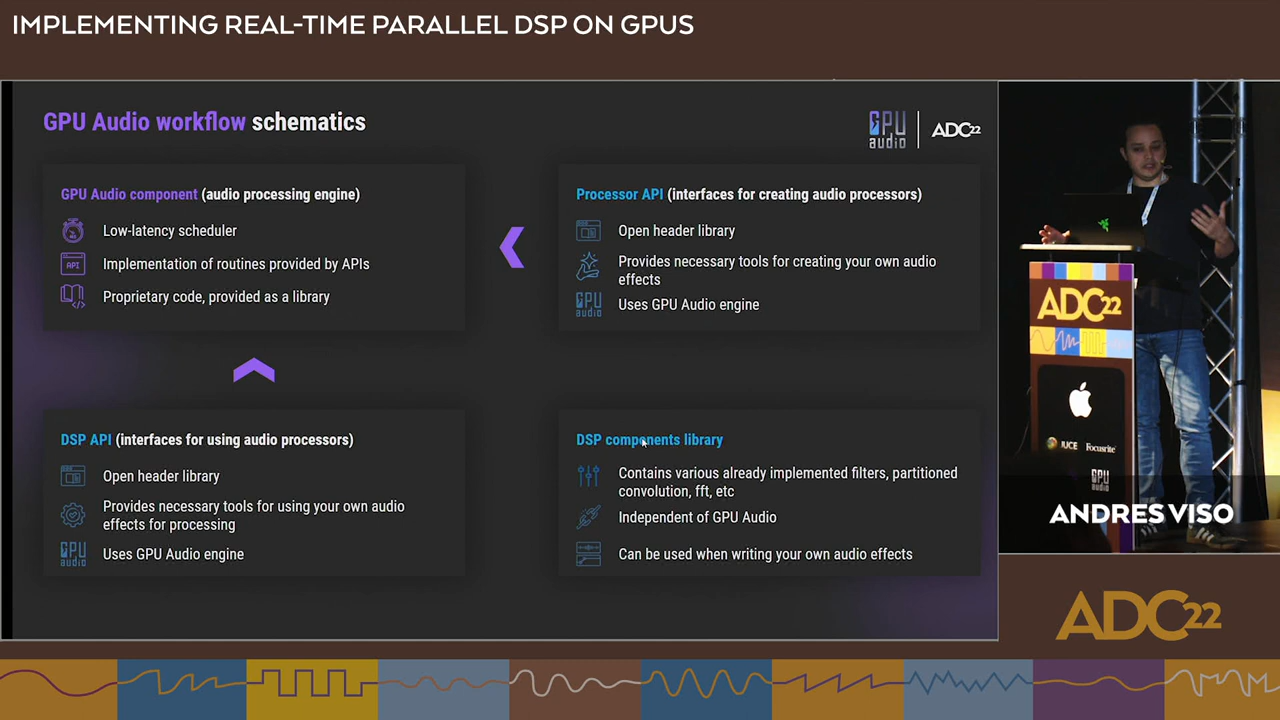 IMPLEMENTING REAL-TIME PARALLEL DSP ON GPUS
GPU Audio workflow schematics
GPU audio
ADC22
GPU Audio component (audio processing engine)
Low-latency scheduler
API
Implementation of routines provided by APIs
Proprietary code, provided as a library
Processor API (interfaces for creating audio processors)
Open header library
Provides necessary tools for creating your own audio
effects
GPU audio
Uses GPU Audio engine
DSP API (interfaces for using audio processors)
Open header library
Provides necessary tools for using your own audio
effects for processing
GPU audio
Uses GPU Audio engine
DSP components library
Contains various already implemented filters, partitioned
convolution, fft, etc
Independent of GPU Audio
Can be used when writing your own audio effects
ADC22
JUCE
Focusrite
GPU audio
ANDRES VISO
ADC22